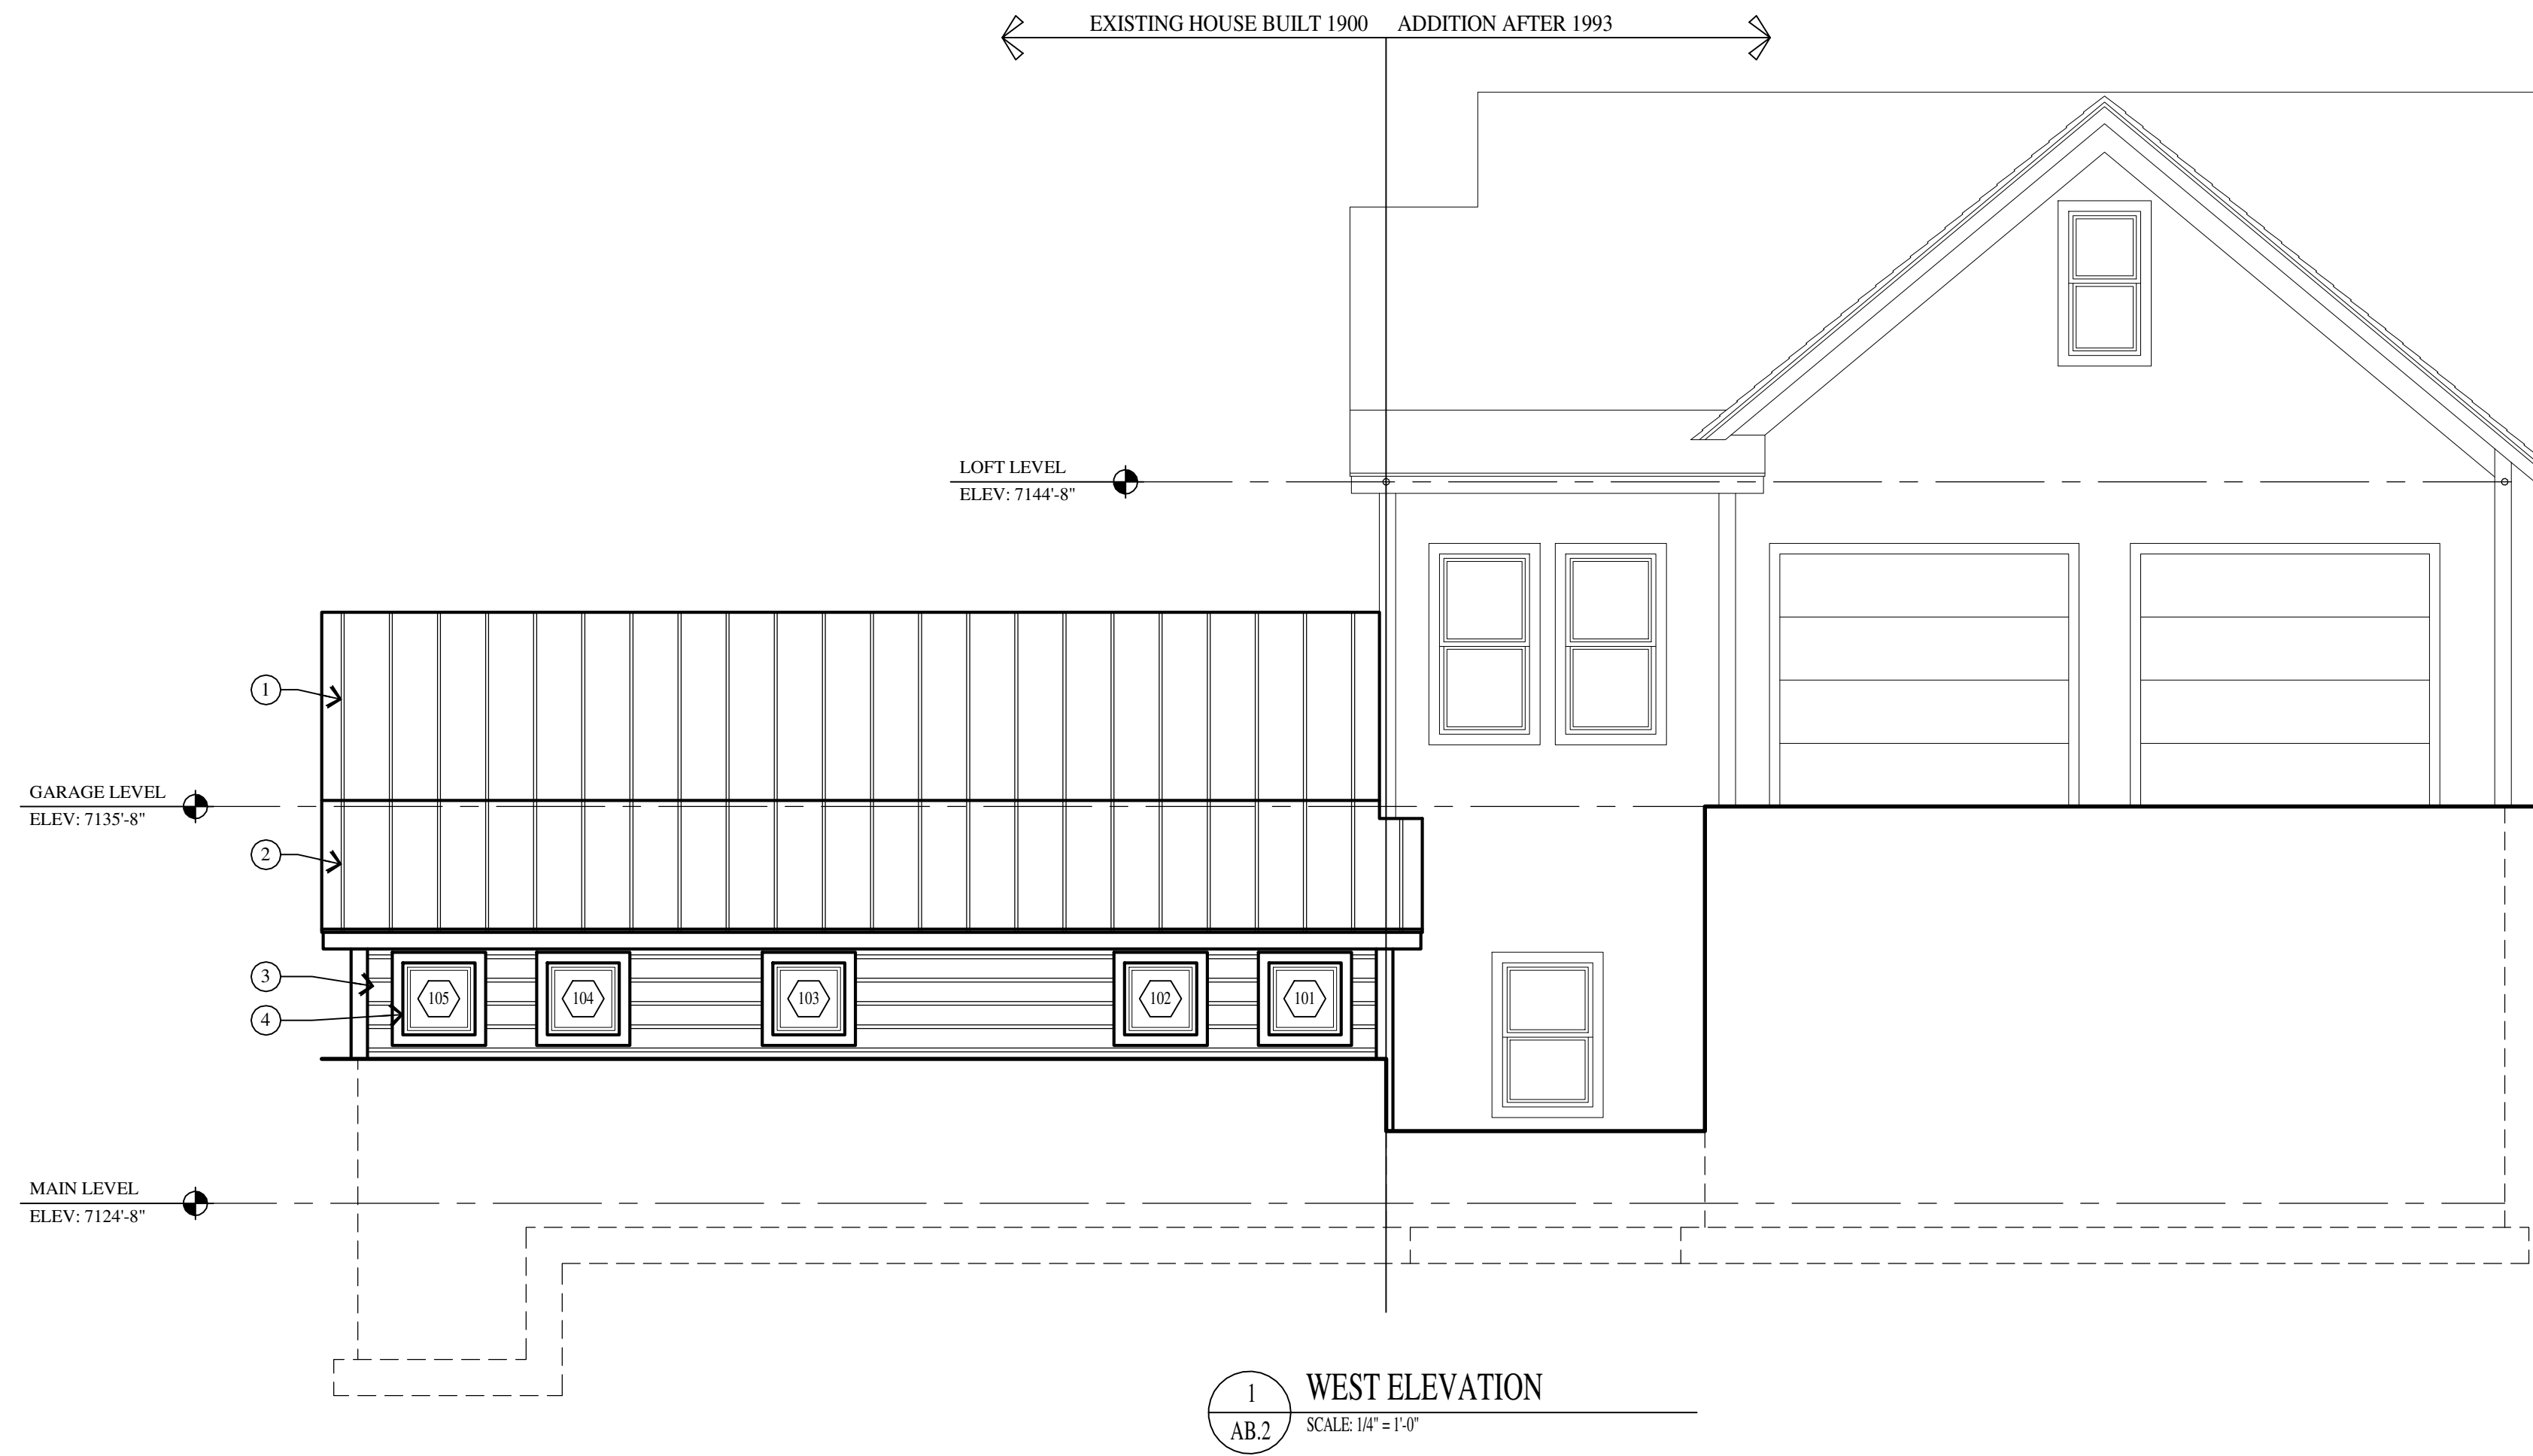 EXISTING HOUSE BUILT 1900
ADDITION AFTER 1993
LOFT LEVEL
ELEV: 7144'-8"
1
GARAGE LEVEL
ELEV: 7135'-8"
2
3
105
104
103
102
101
4
MAIN LEVEL
ELEV: 7124'-8"
1
WEST ELEVATION
AB.2
SCALE: 1/4" = 1'-0"